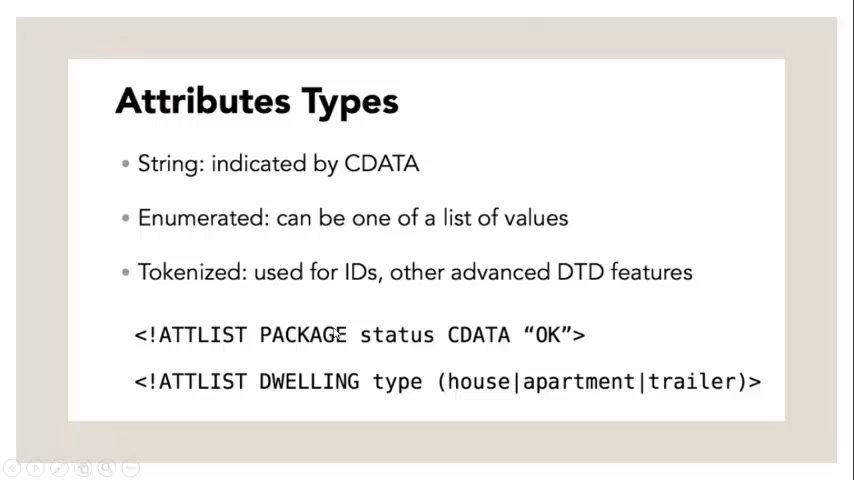 Attributes Types
• String: indicated by CDATA
• Enumerated: can be one of a list of values
• Tokenized: used for IDs, other advanced DTD features
<!ATTLIST PACKAGE status CDATA “OK”>
<!ATTLIST DWELLING type (house|apartment|trailer)>